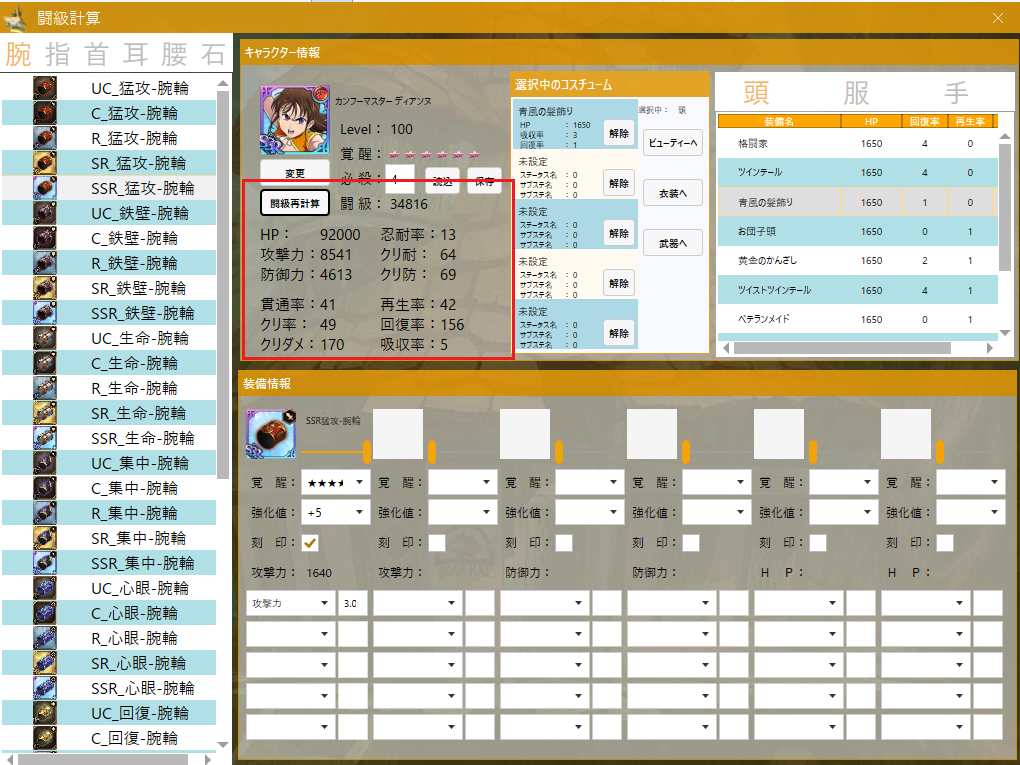 闘級計算
腕 指 首 耳 腰 石
UC_猛攻-腕輪
C_猛攻-腕輪
R_猛攻-腕輪
SR_猛攻-腕輪
SSR_猛攻-腕輪
UC_鉄壁-腕輪
C_鉄壁-腕輪
R_鉄壁-腕輪
SR_鉄壁-腕輪
SSR_鉄壁-腕輪
UC_生命-腕輪
C_生命-腕輪
R_生命-腕輪
SR_生命-腕輪
SSR_生命-腕輪
UC_集中-腕輪
C_集中-腕輪
R_集中-腕輪
SR_集中-腕輪
SSR_集中-腕輪
UC_心眼-腕輪
C_心眼-腕輪
R_心眼-腕輪
SR_心眼-腕輪
SSR_心眼-腕輪
UC_回復-腕輪
C_回復-腕輪
キャラクター情報
カンフーマスター ディアンヌ
Level： 100
覚 醒：
変更
必 殺： 4 読込 保存
闘級再計算 闘 級： 34816
HP： 92000 忍耐率：13
攻撃力：8541 クリ耐： 64
防御力：4613 クリ防： 69
貫通率：41 再生率：42
クリ率： 49 回復率：156
クリダメ：170 吸収率：5
選択中のコスチューム
青風の髪飾り
HP ：1650
吸収率 ：3
回復率 ：1
解除
未設定
ステータス名 ：0
サブステ名 ：0
サブステ名 ：0
解除
未設定
ステータス名 ：0
サブステ名 ：0
サブステ名 ：0
解除
未設定
ステータス名 ：0
サブステ名 ：0
サブステ名 ：0
解除
未設定
ステータス名 ：0
サブステ名 ：0
サブステ名 ：0
解除
選択中： 頭
ビューティーへ
衣装へ
武器へ
頭 服 手
装備名 HP 回復率 再生率
格闘家 1650 4 0
ツインテール 1650 4 0
青風の髪飾り 1650 1 0
お団子頭 1650 0 1
黄金のかんざし 1650 2 1
ツイストツインテール 1650 4 1
ベテランメイド 1650 0 1
装備情報
SSR猛攻-腕輪
覚 醒： ★★★★ 覚 醒： 覚 醒： 覚 醒： 覚 醒： 覚 醒：
強化値： +5 強化値： 強化値： 強化値： 強化値： 強化値：
刻 印： 刻 印： 刻 印： 刻 印： 刻 印： 刻 印：
攻撃力： 1640 攻撃力： 防御力： 防御力： H P： H P：
攻撃力 3.0